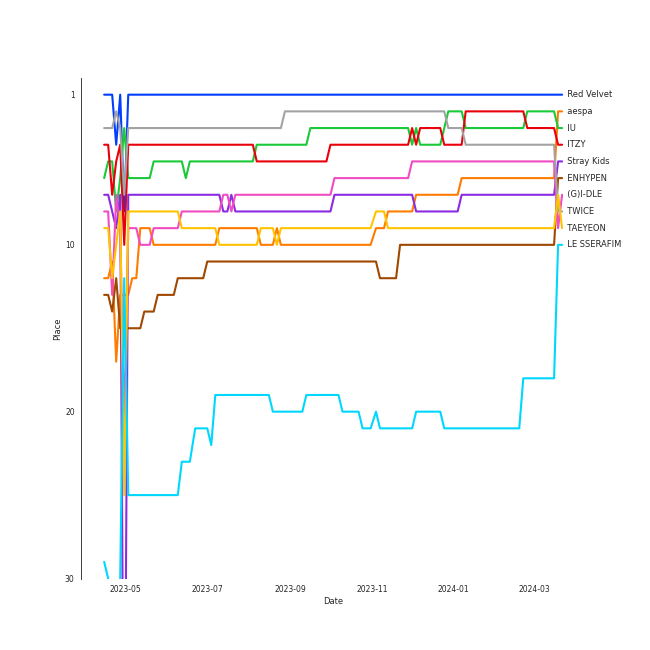 1
10
20
30
Place
2023-05
2023-07
2023-09
2023-11
2024-01
2024-03
Date
Red Velvet
aespa
IU
ITZY
Stray Kids
ENHYPEN
(G)I-DLE
TWICE
TAEYEON
LE SSERAFIM